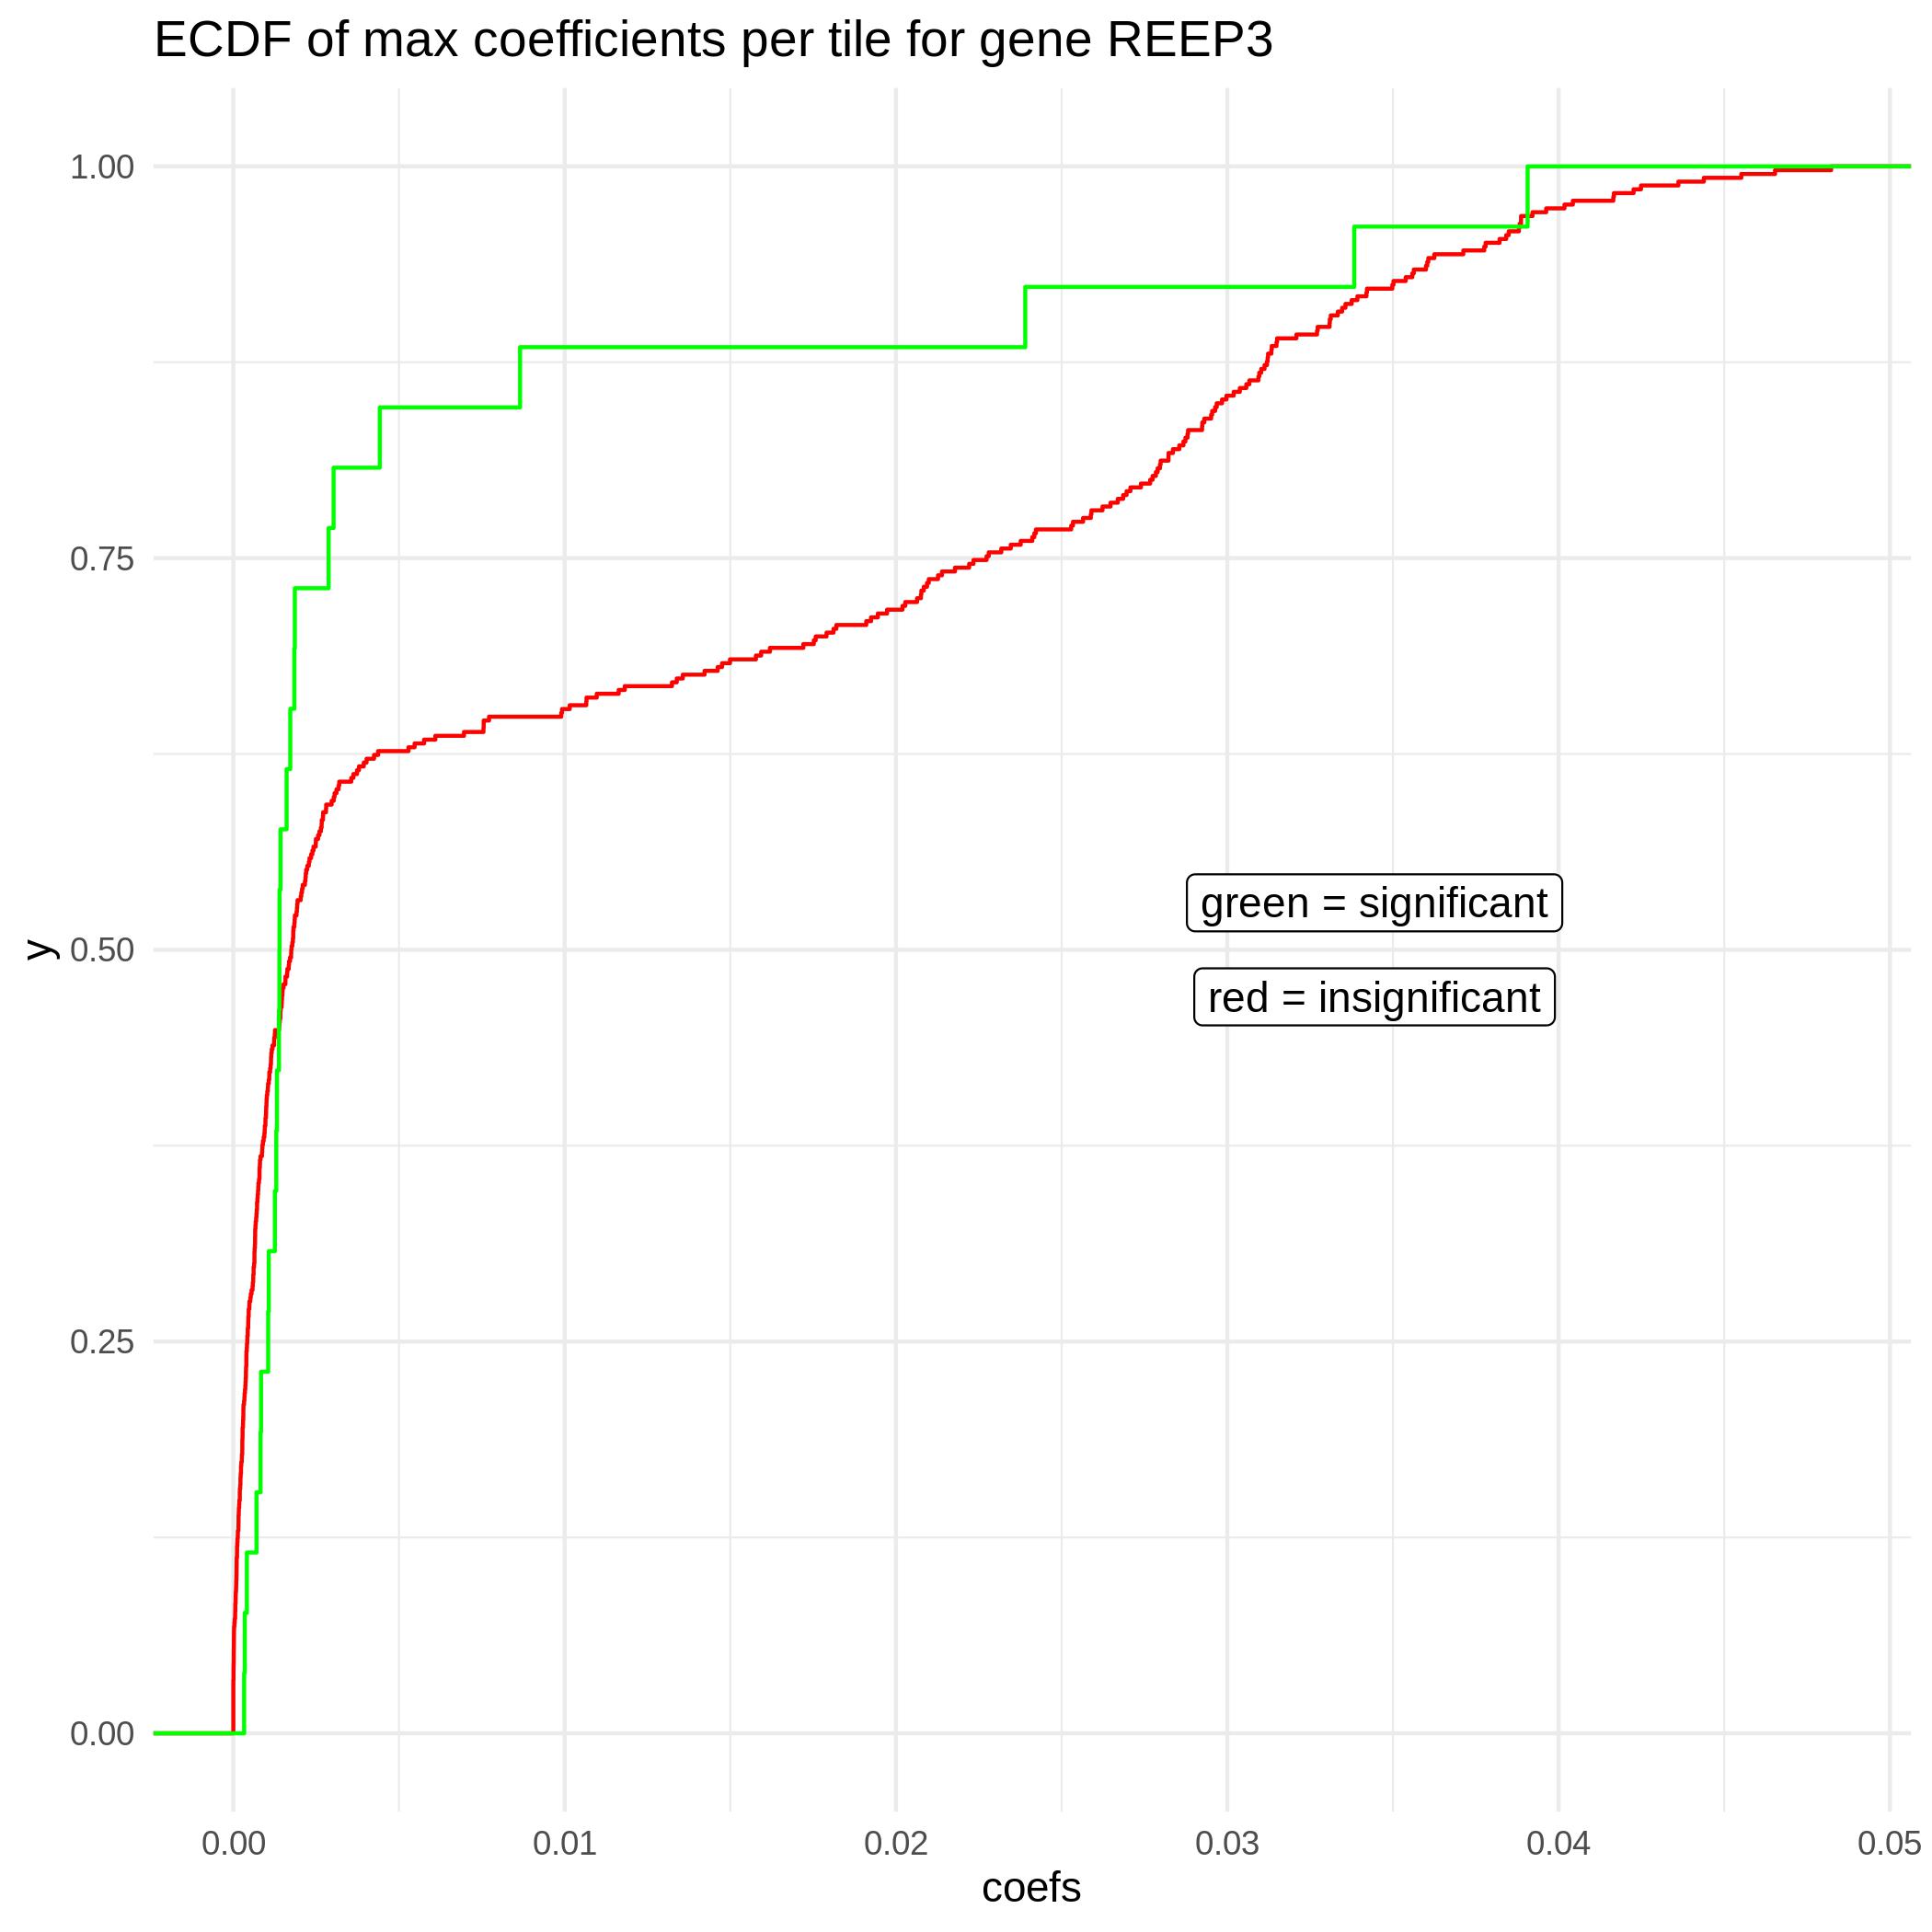 ECDF of max coefficients per tile for gene REEP3
1.00
0.75
0.50
0.25
0.00
y
green = significant
red = insignificant
0.00 0.01 0.02 0.03 0.04 0.05
coefs